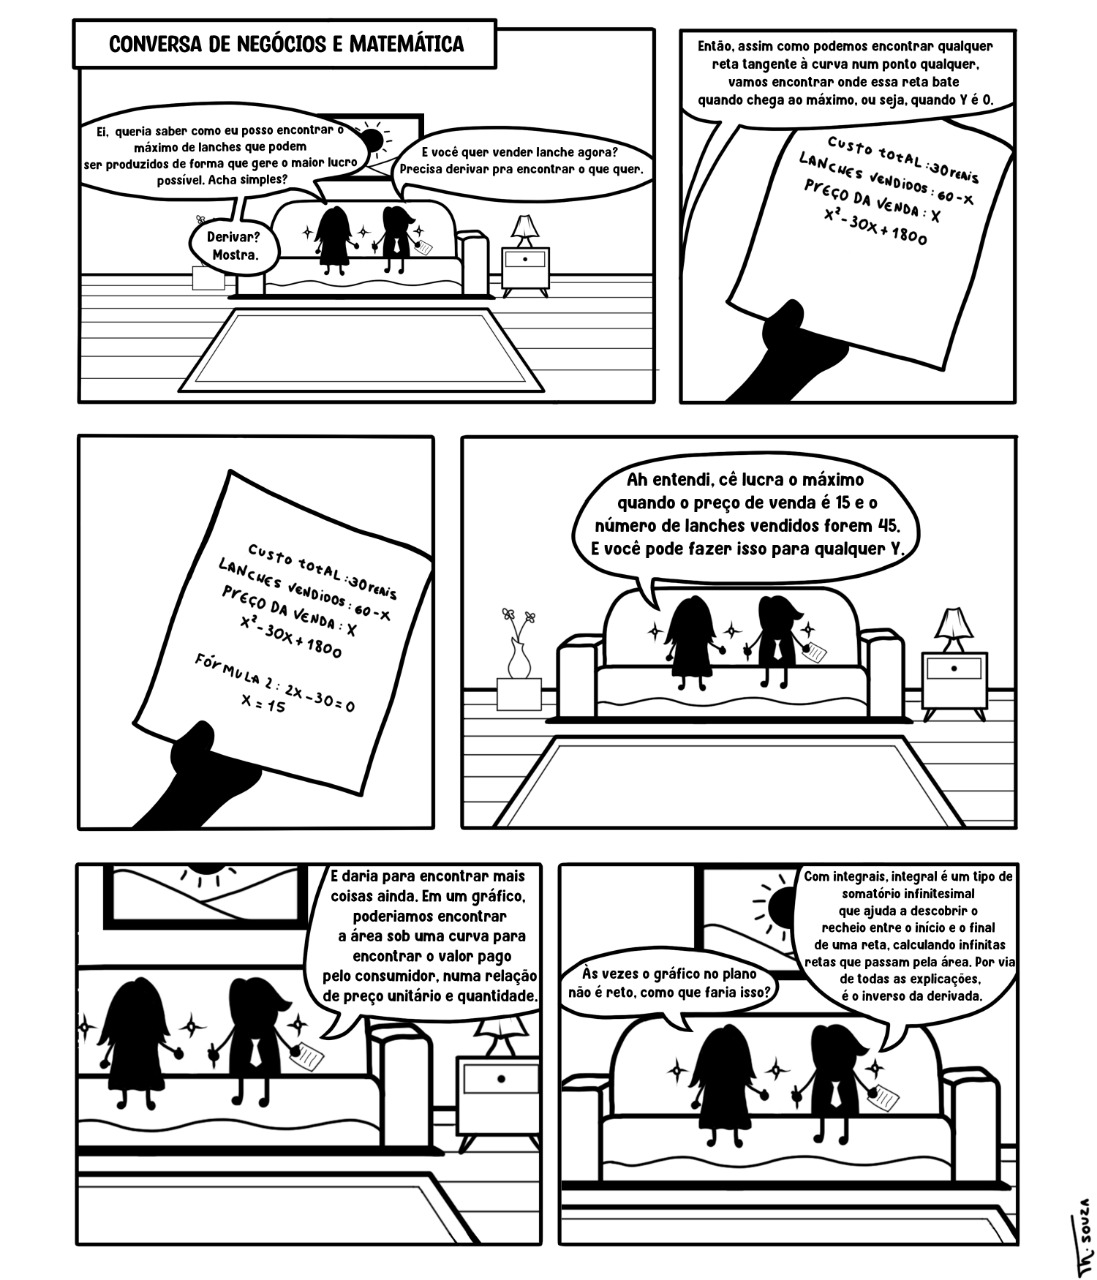 CONVERSA DE NEGÓCIOS E MATEMÁTICA
Ei, queria saber como eu posso encontrar o
máximo de lanches que podem
ser produzidos de forma que gere o maior lucro
possível. Acha simples?
E você quer vender lanche agora?
Precisa derivar pra encontrar o que quer.
Derivar?
Mostra.
Então, assim como podemos encontrar qualquer
reta tangente à curva num ponto qualquer,
vamos encontrar onde essa reta bate
quando chega ao máximo, ou seja, quando Y é 0.
CUSTO totAL : 30 reais
LANCHES VENDIDOS : 60 - X
PREÇO DA VENDA : X
X² - 30X + 1800
CUSTO totAL : 30 reais
LANCHES VENDIDOS : 60 - X
PREÇO DA VENDA : X
X² - 30X + 1800
FÓRMULA 2 : 2X - 30 = 0
X = 15
Ah entendi, cê lucra o máximo
quando o preço de venda é 15 e o
número de lanches vendidos forem 45.
E você pode fazer isso para qualquer Y.
E daria para encontrar mais
coisas ainda. Em um gráfico,
poderiamos encontrar
a área sob uma curva para
encontrar o valor pago
pelo consumidor, numa relação
de preço unitário e quantidade.
Às vezes o gráfico no plano
não é reto, como que faria isso?
Com integrais, integral é um tipo de
somatório infinitesimal
que ajuda a descobrir o
recheio entre o início e o final
de uma reta, calculando infinitas
retas que passam pela área. Por via
de todas as explicações,
é o inverso da derivada.
Th. SOUZA